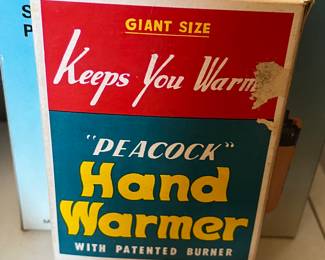 GIANT SIZE
Keeps You Warm
"PEACOCK"
Hand
Warmer
WITH PATENTED BURNER